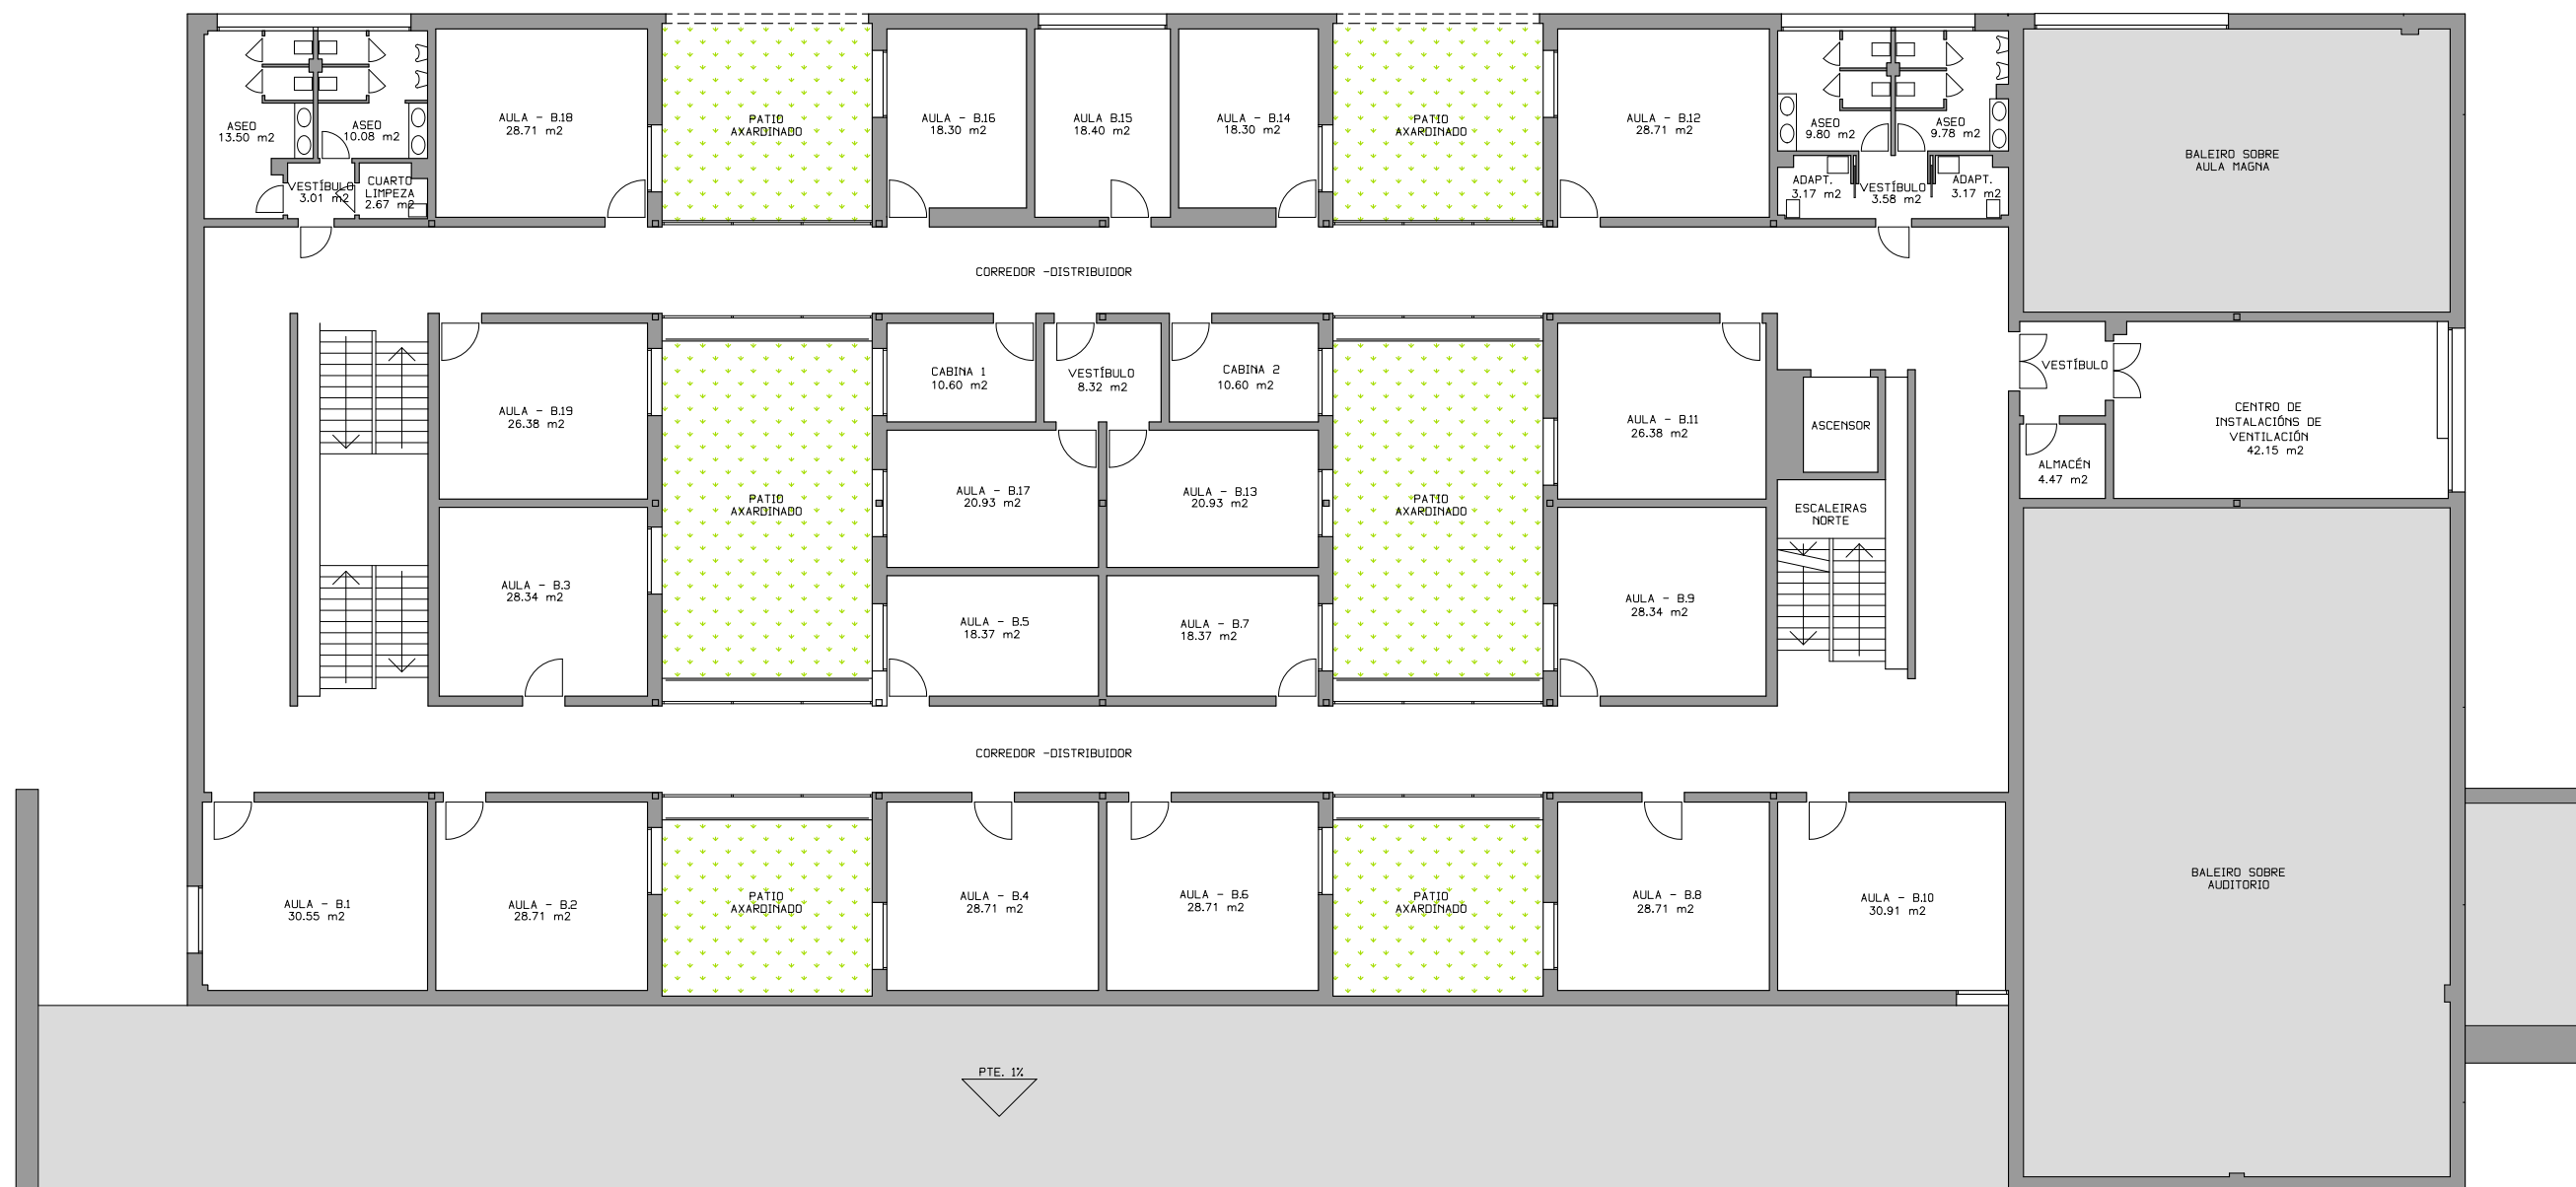 ASEO
13.50 m2
ASEO
10.08 m2
VESTÍBULO
3.01 m2
CUARTO
LIMPEZA
2.67 m2
AULA - B.18
28.71 m2
PATIO
AXARDINADO
AULA - B.16
18.30 m2
AULA B.15
18.40 m2
AULA - B.14
18.30 m2
PATIO
AXARDINADO
AULA - B.12
28.71 m2
ASEO
9.80 m2
ASEO
9.78 m2
ADAPT.
3.17 m2
VESTÍBULO
3.58 m2
ADAPT.
3.17 m2
BALEIRO SOBRE
AULA MAGNA
CORREDOR -DISTRIBUIDOR
AULA - B.19
26.38 m2
CABINA 1
10.60 m2
VESTÍBULO
8.32 m2
CABINA 2
10.60 m2
AULA - B.11
26.38 m2
ASCENSOR
VESTÍBULO
CENTRO DE
INSTALACIÓNS DE
VENTILACIÓN
42.15 m2
ALMACÉN
4.47 m2
PATIO
AXARDINADO
AULA - B.17
20.93 m2
AULA - B.13
20.93 m2
PATIO
AXARDINADO
ESCALEIRAS
NORTE
AULA - B.3
28.34 m2
AULA - B.5
18.37 m2
AULA - B.7
18.37 m2
AULA - B.9
28.34 m2
CORREDOR -DISTRIBUIDOR
AULA - B.1
30.55 m2
AULA - B.2
28.71 m2
PATIO
AXARDINADO
AULA - B.4
28.71 m2
AULA - B.6
28.71 m2
PATIO
AXARDINADO
AULA - B.8
28.71 m2
AULA - B.10
30.91 m2
BALEIRO SOBRE
AUDITORIO
PTE. 1%